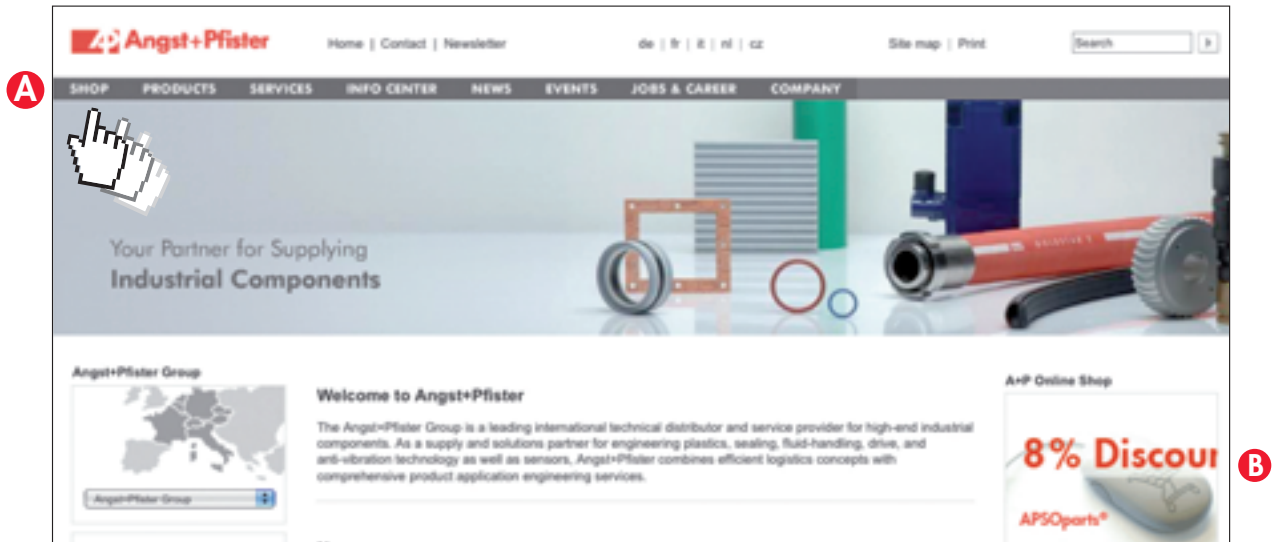 Angst+Pfister
Home | Contact | Newsletter
de | fr | it | nl | cz
Site map | Print
Search
A
SHOP PRODUCTS SERVICES INFO CENTER NEWS EVENTS JOBS & CAREER COMPANY
Your Partner for Supplying
Industrial Components
Angst+Pfister Group
Angst+Pfister Group
Welcome to Angst+Pfister
The Angst+Pfister Group is a leading international technical distributor and service provider for high-end industrial
components. As a supply and solutions partner for engineering plastics, sealing, fluid-handling, drive, and
anti-vibration technology as well as sensors, Angst+Pfister combines efficient logistics concepts with
comprehensive product application engineering services.
A+P Online Shop
8% Discour
B
APSOparts®